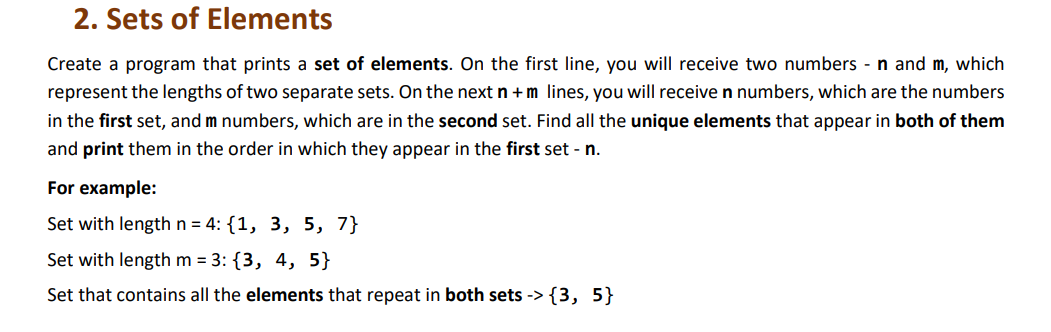 2. Sets of Elements
Create a program that prints a set of elements. On the first line, you will receive two numbers - n and m, which
represent the lengths of two separate sets. On the next n + m lines, you will receive n numbers, which are the numbers
in the first set, and m numbers, which are in the second set. Find all the unique elements that appear in both of them
and print them in the order in which they appear in the first set - n.
For example:
Set with length n = 4: {1, 3, 5, 7}
Set with length m = 3: {3, 4, 5}
Set that contains all the elements that repeat in both sets -> {3, 5}